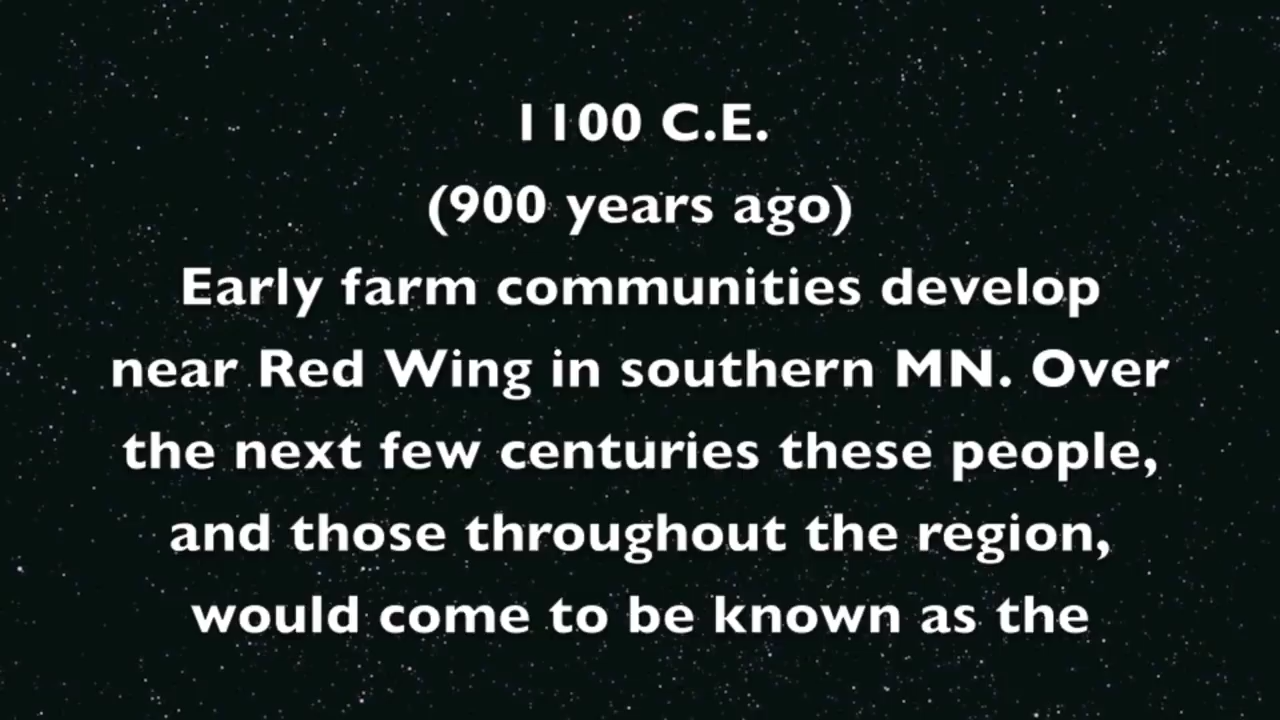 1100 C.E.
(900 years ago)
Early farm communities develop
near Red Wing in southern MN. Over
the next few centuries these people,
and those throughout the region,
would come to be known as the